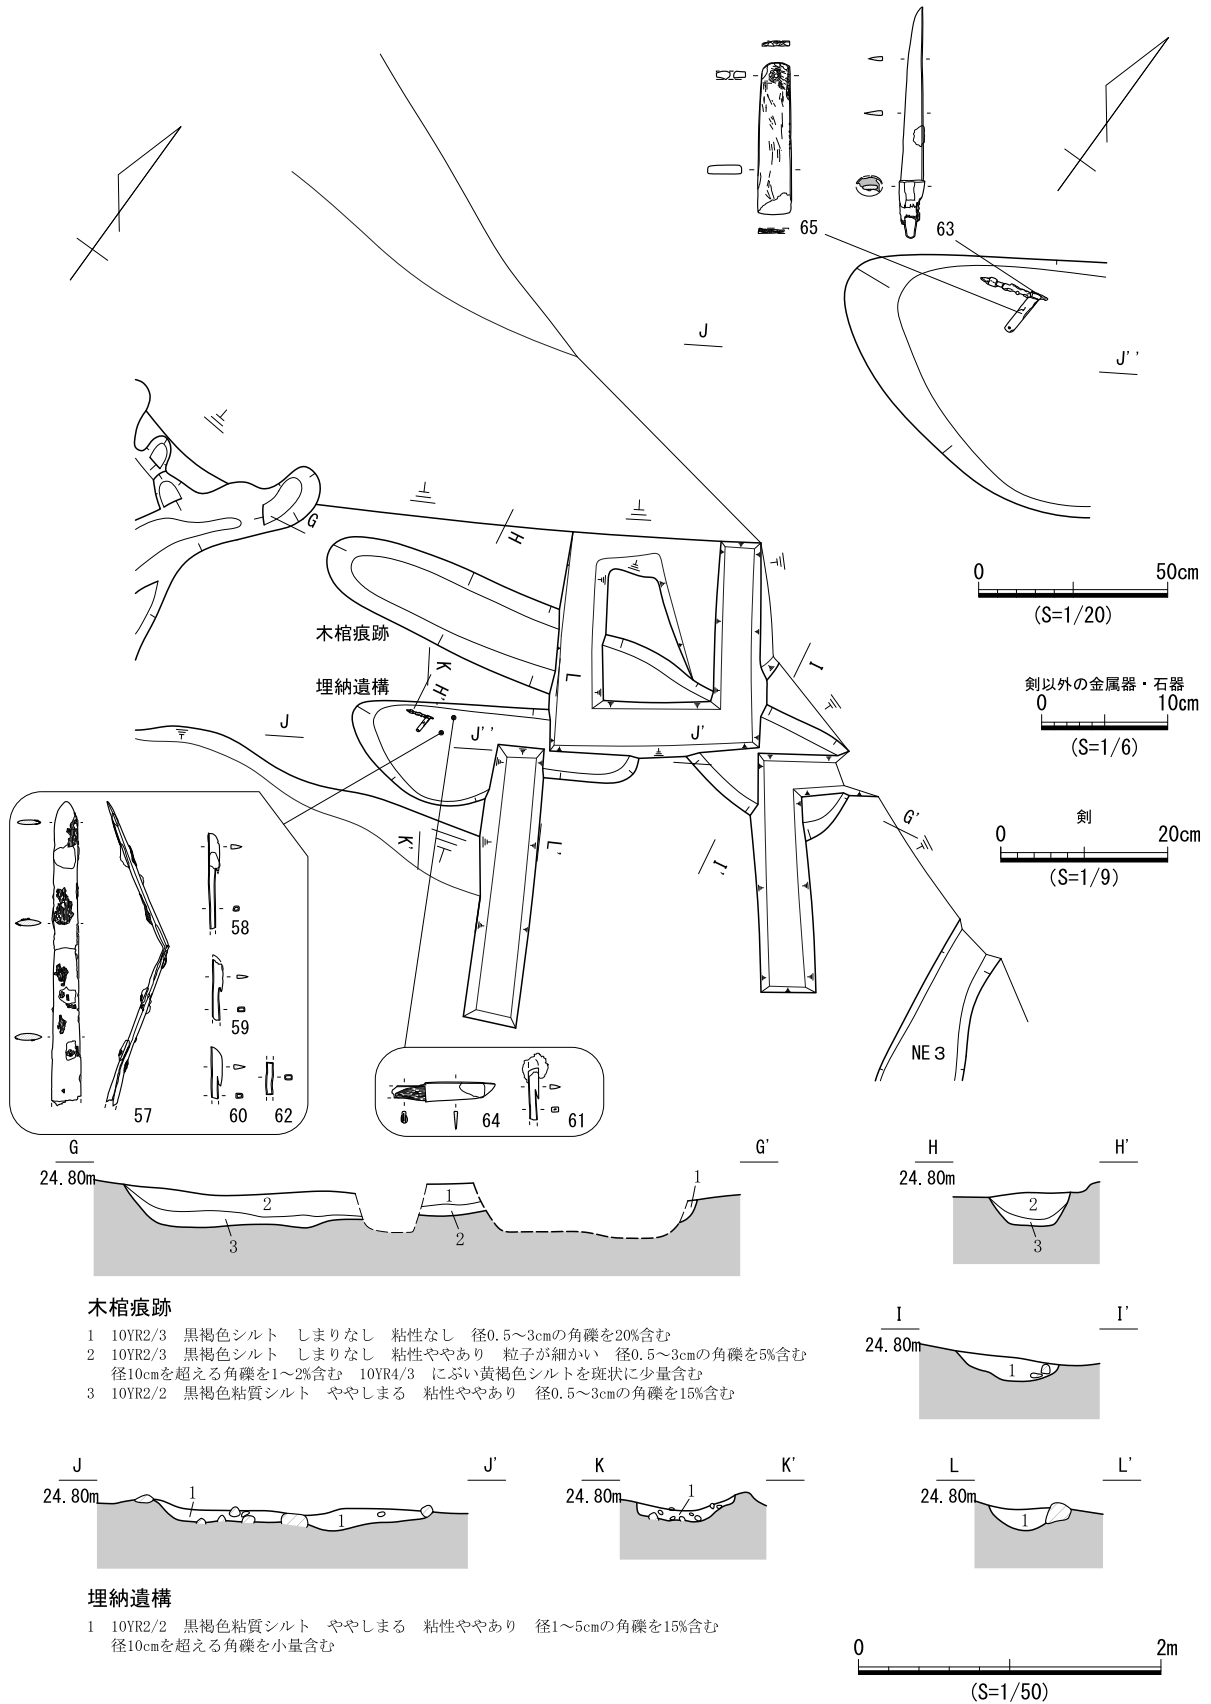 65
63
J
J''
G
H
0 50cm
(S=1/20)
木棺痕跡
K
L
I
埋納遺構
H'
剣以外の金属器・石器
0 10cm
(S=1/6)
J
J''
J'
剣
0 20cm
(S=1/9)
K'
L'
I'
G'
58
59
57
60
62
64
61
NE3
G G'
24.80m
2
1
1
3
2
H H'
24.80m
2
3
木棺痕跡
1 10YR2/3 黒褐色シルト しまりなし 粘性なし 径0.5～3cmの角礫を20%含む
2 10YR2/3 黒褐色シルト しまりなし 粘性ややあり 粒子が細かい 径0.5～3cmの角礫を5%含む
径10cmを超える角礫を1～2%含む 10YR4/3 にぶい黄褐色シルトを斑状に少量含む
3 10YR2/2 黒褐色粘質シルト ややしまる 粘性ややあり 径0.5～3cmの角礫を15%含む
I I'
24.80m
1
J J'
24.80m
1
1
K K'
24.80m
1
L L'
24.80m
1
埋納遺構
1 10YR2/2 黒褐色粘質シルト ややしまる 粘性ややあり 径1～5cmの角礫を15%含む
径10cmを超える角礫を小量含む
0 2m
(S=1/50)